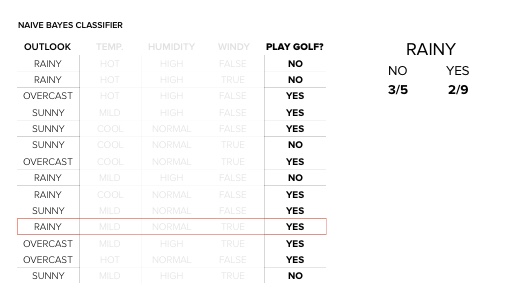 NAIVE BAYES CLASSIFIER
OUTLOOK TEMP. HUMIDITY WINDY PLAY GOLF?
RAINY HOT HIGH FALSE NO
RAINY HOT HIGH TRUE NO
OVERCAST HOT HIGH FALSE YES
SUNNY MILD HIGH FALSE YES
SUNNY COOL NORMAL FALSE YES
SUNNY COOL NORMAL TRUE NO
OVERCAST COOL NORMAL TRUE YES
RAINY MILD HIGH FALSE NO
RAINY COOL NORMAL FALSE YES
SUNNY MILD NORMAL FALSE YES
RAINY MILD NORMAL TRUE YES
OVERCAST MILD HIGH TRUE YES
OVERCAST HOT NORMAL FALSE YES
SUNNY MILD HIGH TRUE NO
RAINY
NO YES
3/5 2/9